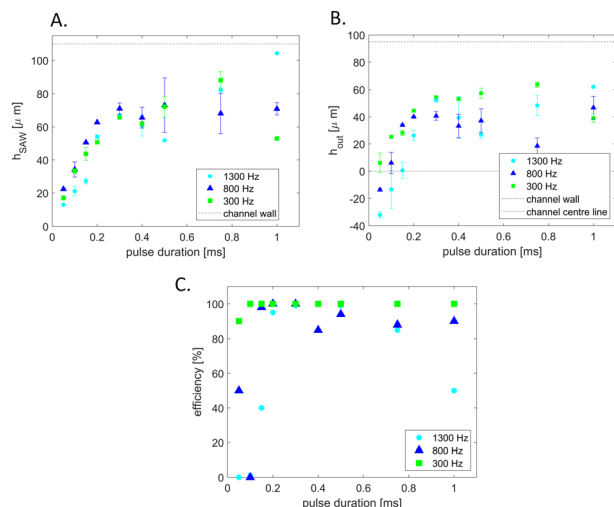 A.
B.
120
100
80
60
40
20
0
h_SAW [μ m]
0 0.2 0.4 0.6 0.8 1
pulse duration [ms]
1300 Hz
800 Hz
300 Hz
channel wall
100
80
60
40
20
0
-20
-40
h_out [μ m]
0 0.2 0.4 0.6 0.8 1
pulse duration [ms]
1300 Hz
800 Hz
300 Hz
channel wall
channel centre line
C.
100
80
60
40
20
0
efficiency [%]
0 0.2 0.4 0.6 0.8 1
pulse duration [ms]
1300 Hz
800 Hz
300 Hz